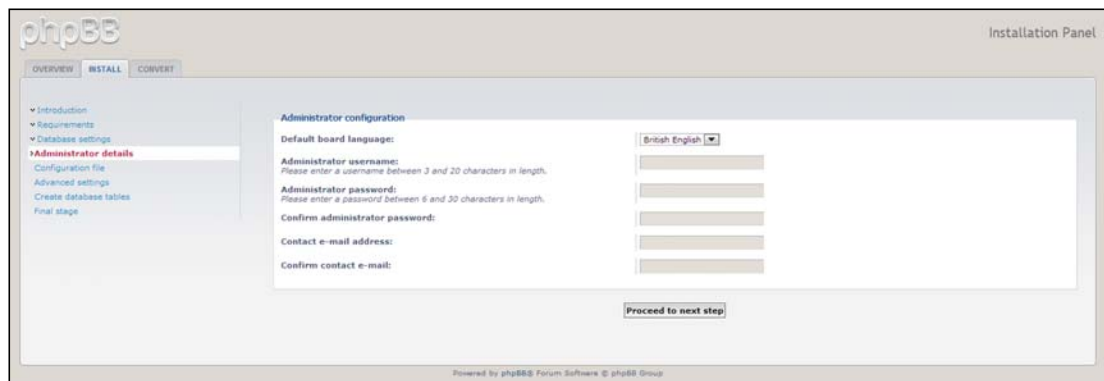 phpBB
Installation Panel
OVERVIEW INSTALL CONVERT
Introduction
Requirements
Database settings
Administrator details
Configuration file
Advanced settings
Create database tables
Final stage
Administrator configuration
Default board language:
British English
Administrator username:
Please enter a username between 3 and 20 characters in length.
Administrator password:
Please enter a password between 6 and 30 characters in length.
Confirm administrator password:
Contact e-mail address:
Confirm contact e-mail:
Proceed to next step
Powered by phpBB® Forum Software © phpBB Group